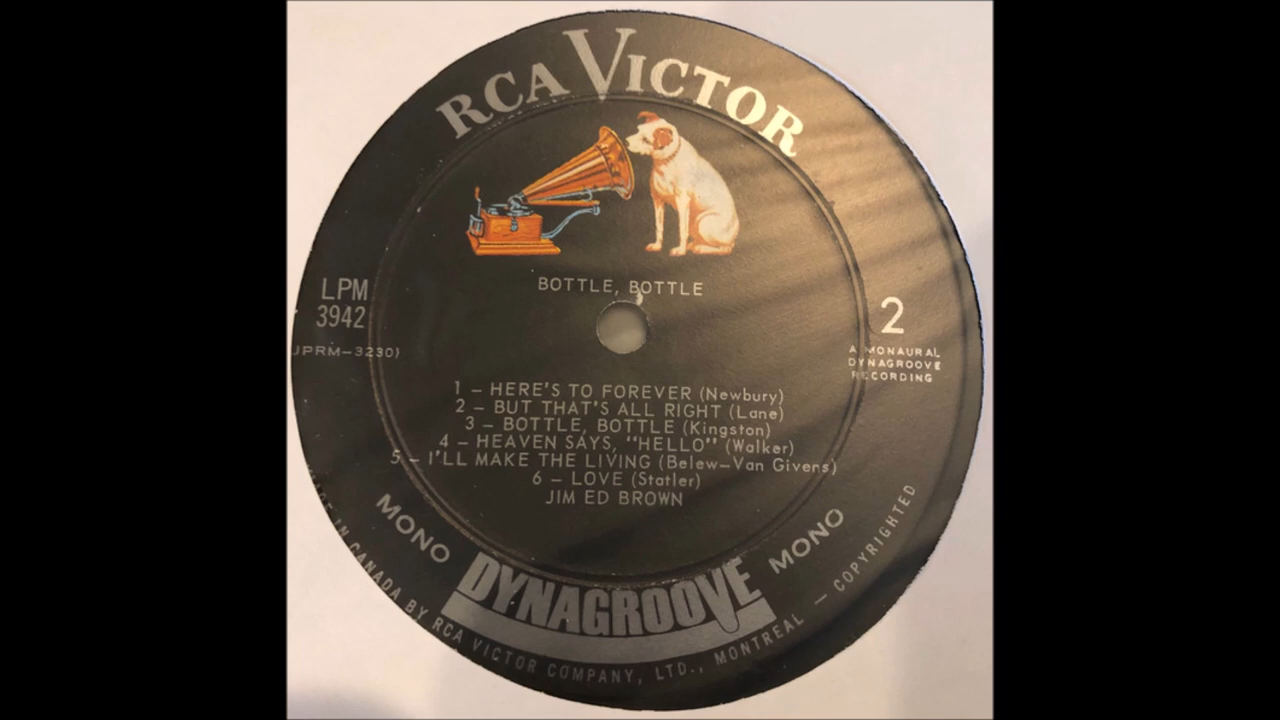 RCA VICTOR
BOTTLE, BOTTLE
LPM
3942
JPRM-3230)
2
A MONAURAL
DYNAGROOVE
RECORDING
1 – HERE'S TO FOREVER (Newbury)
2 – BUT THAT'S ALL RIGHT (Lane)
3 – BOTTLE, BOTTLE (Kingston)
4 – HEAVEN SAYS, "HELLO" (Walker)
5 – I'LL MAKE THE LIVING (Belew–Van Givens)
6 – LOVE (Statler)
JIM ED BROWN
MONO
DYNAGROOVE
MONO
IN CANADA BY RCA VICTOR COMPANY, LTD., MONTREAL – COPYRIGHTED